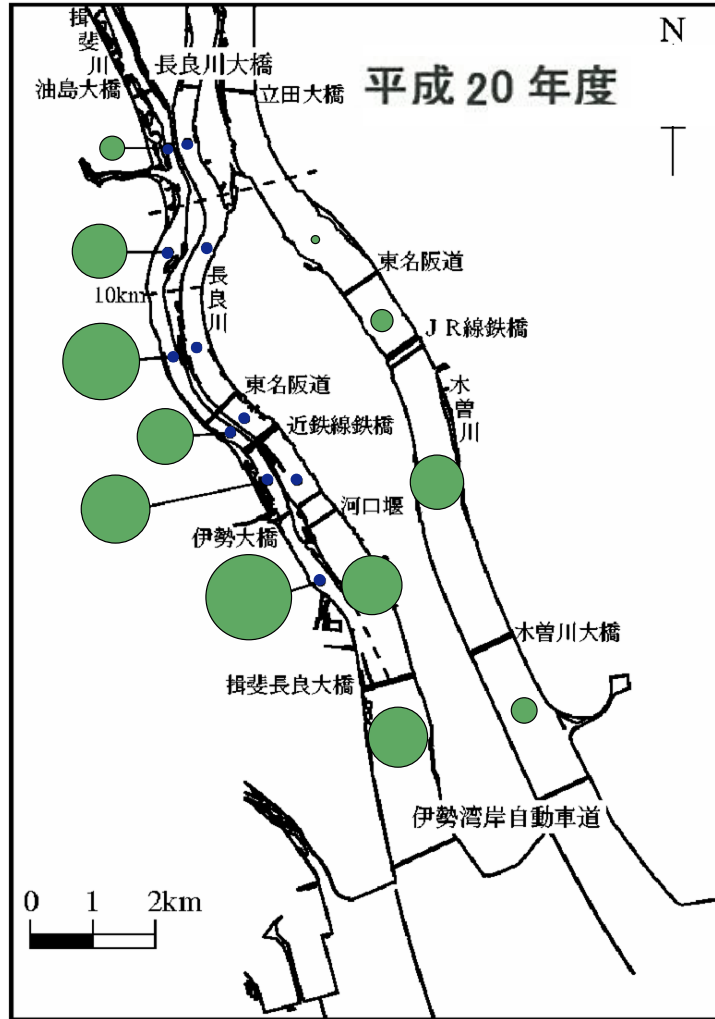 平成20年度
N
揖斐川
長良川大橋
油島大橋
立田大橋
東名阪道
10km
長良川
JR線鉄橋
木曽川
東名阪道
近鉄線鉄橋
河口堰
伊勢大橋
木曽川大橋
揖斐長良大橋
伊勢湾岸自動車道
0 1 2km